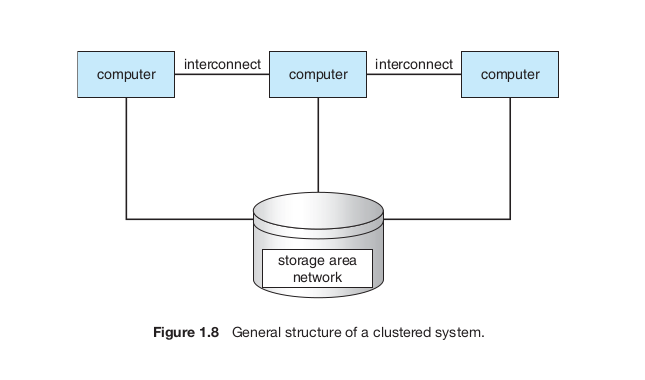 computer
interconnect
computer
interconnect
computer
storage area
network
Figure 1.8 General structure of a clustered system.